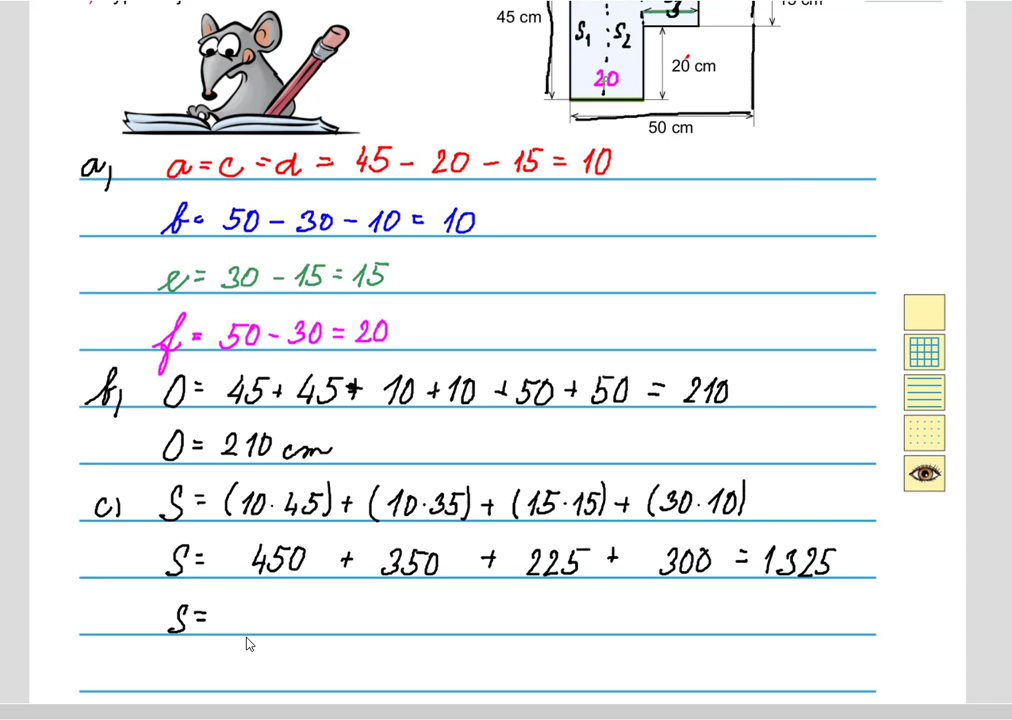 45 cm
S1 S2
20
20 cm
50 cm
a, a = c = d = 45 - 20 - 15 = 10
b = 50 - 30 - 10 = 10
e = 30 - 15 = 15
f = 50 - 30 = 20
b, O = 45 + 45 + 10 + 10 + 50 + 50 = 210
O = 210 cm
c) S = (10·45) + (10·35) + (15·15) + (30·10)
S = 450 + 350 + 225 + 300 = 1325
S =